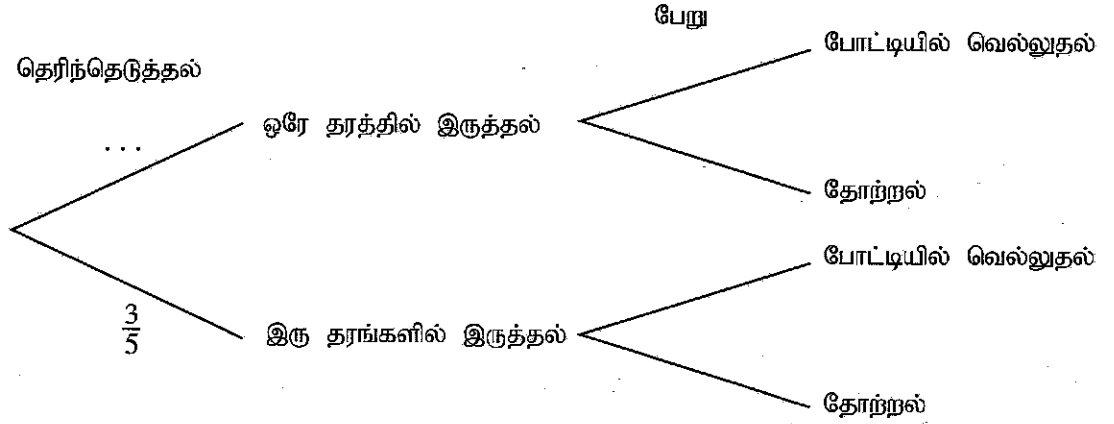 பேறு
போட்டியில் வெல்லுதல்
தெரிந்தெடுத்தல்
ஒரே தரத்தில் இருத்தல்
. . .
தோற்றல்
போட்டியில் வெல்லுதல்
3/5
இரு தரங்களில் இருத்தல்
தோற்றல்